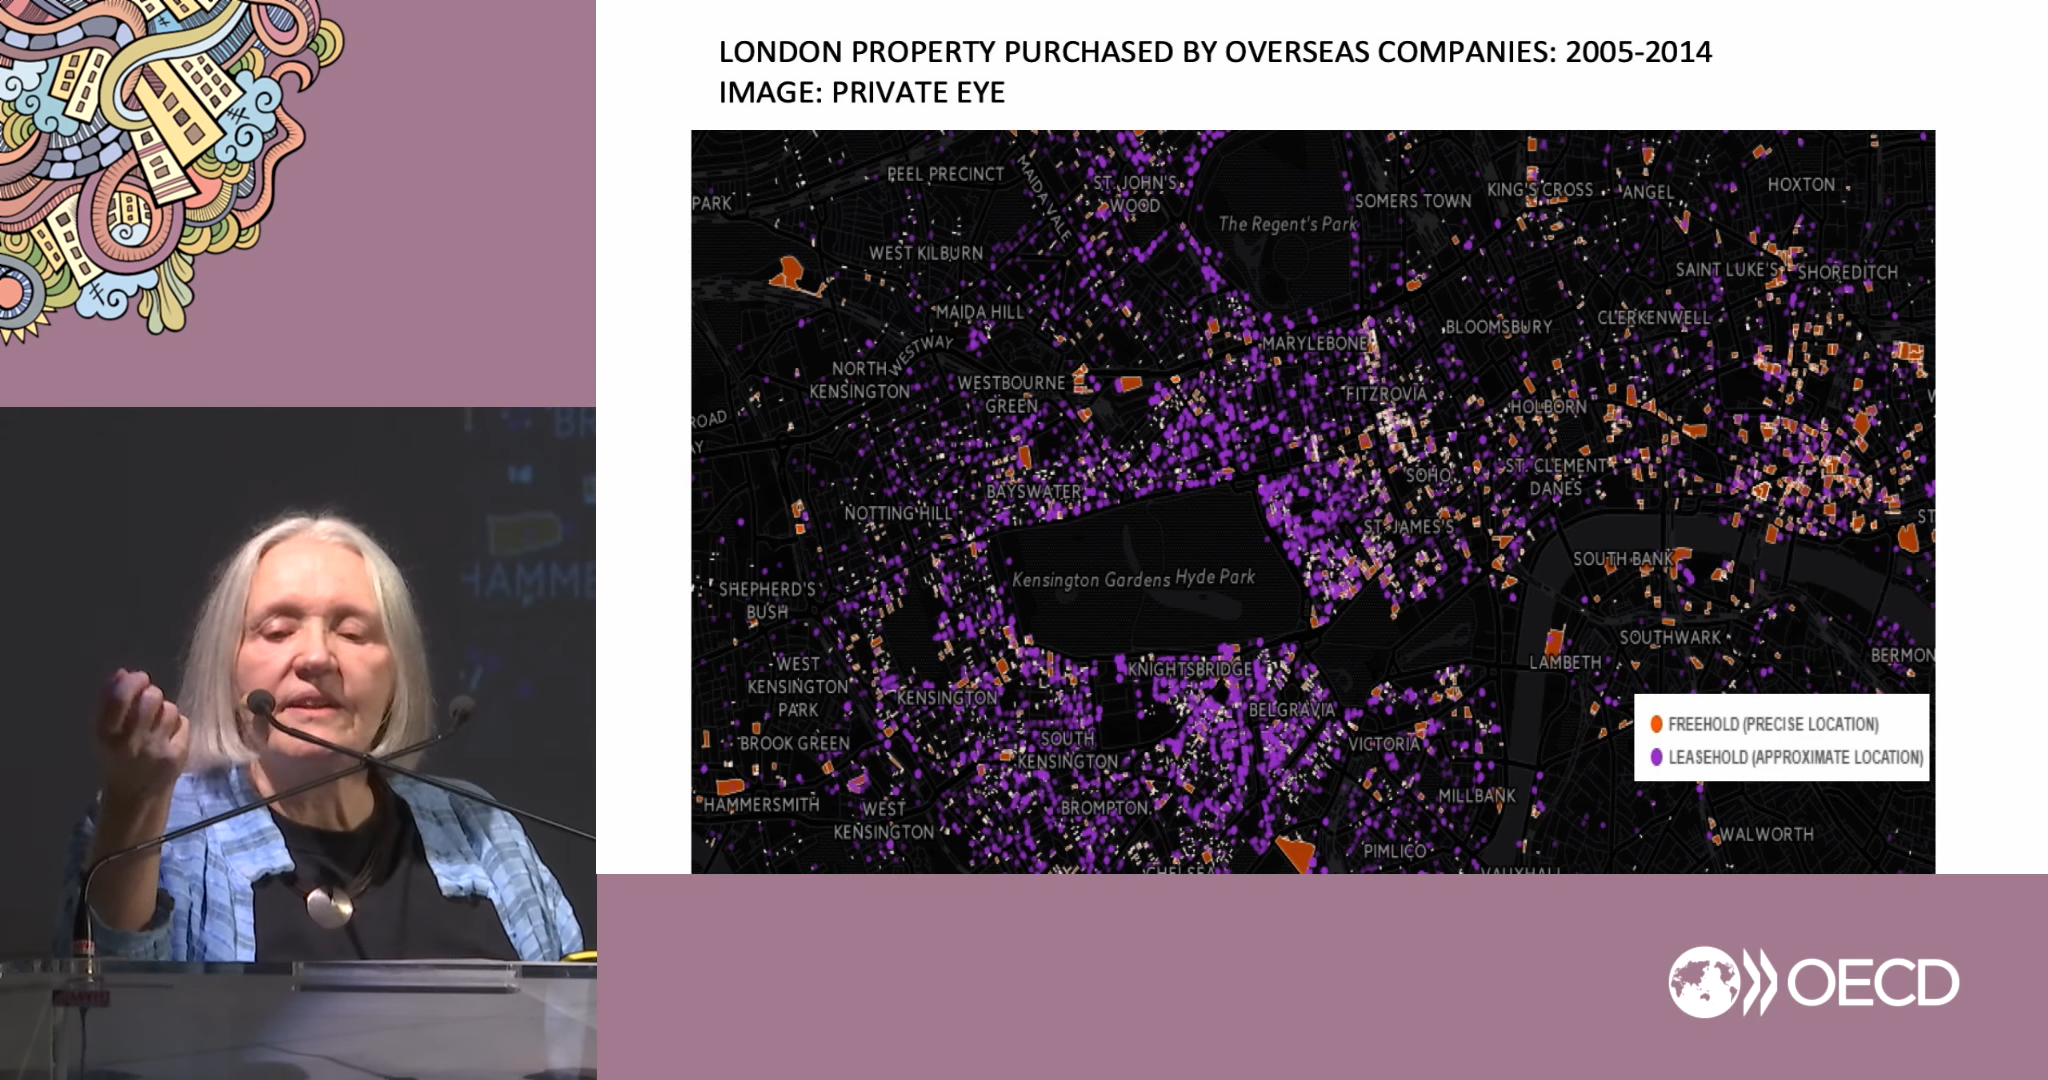 LONDON PROPERTY PURCHASED BY OVERSEAS COMPANIES: 2005-2014
IMAGE: PRIVATE EYE
PEEL PRECINCT
MAIDA VALE
ST. JOHN'S
WOOD
PARK
The Regent's Park
SOMERS TOWN
KING'S CROSS
ANGEL
HOXTON
WEST KILBURN
SAINT LUKE'S
SHOREDITCH
MAIDA HILL
WESTWAY
MARYLEBONE
BLOOMSBURY
CLERKENWELL
NORTH
KENSINGTON
WESTBOURNE
GREEN
FITZROVIA
HOLBORN
ROAD
BAYSWATER
SOHO
ST. CLEMENT
DANES
NOTTING HILL
ST. JAMES'S
SOUTH BANK
Kensington Gardens
Hyde Park
SHEPHERD'S
BUSH
SOUTHWARK
LAMBETH
BERMON
WEST
KENSINGTON
PARK
KENSINGTON
KNIGHTSBRIDGE
BELGRAVIA
BROOK GREEN
SOUTH
KENSINGTON
VICTORIA
FREEHOLD (PRECISE LOCATION)
LEASEHOLD (APPROXIMATE LOCATION)
HAMMERSMITH
WEST
KENSINGTON
BROMPTON
MILLBANK
WALWORTH
PIMLICO
CHELSEA
VAUXHALL
HAMME
OECD